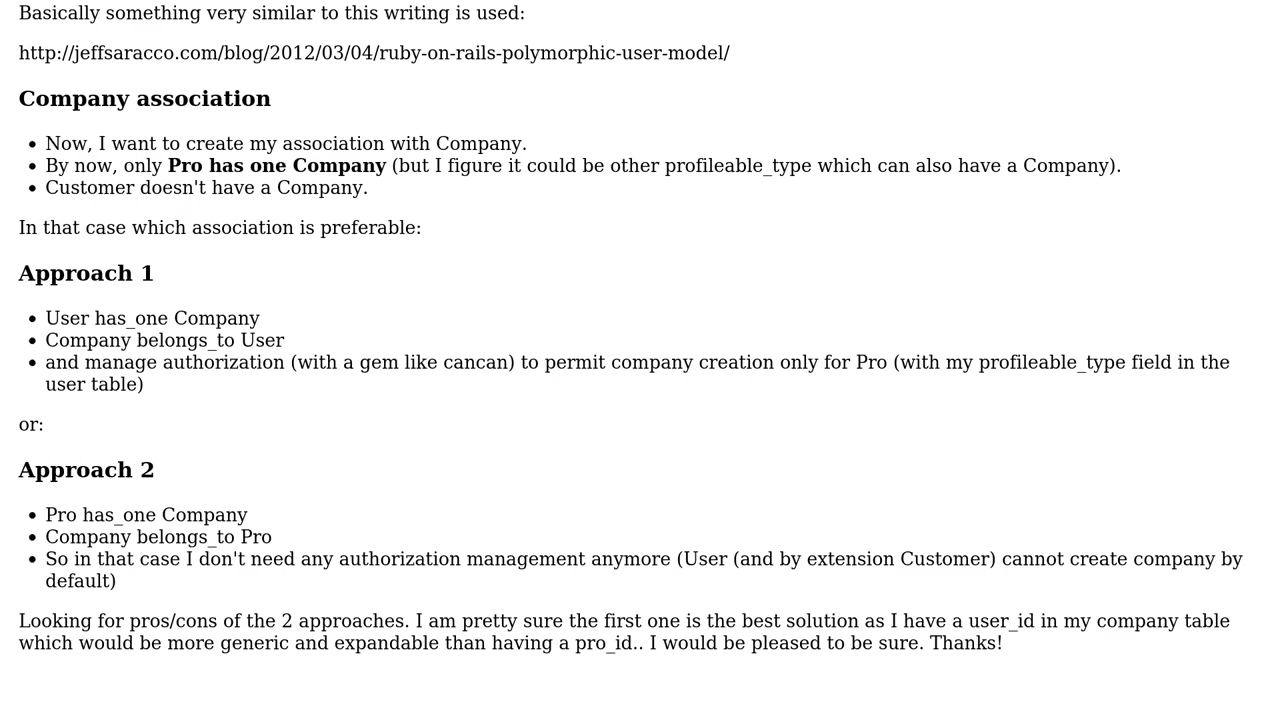 Basically something very similar to this writing is used:
http://jeffsaracco.com/blog/2012/03/04/ruby-on-rails-polymorphic-user-model/
Company association
• Now, I want to create my association with Company.
• By now, only Pro has one Company (but I figure it could be other profileable_type which can also have a Company).
• Customer doesn't have a Company.
In that case which association is preferable:
Approach 1
• User has_one Company
• Company belongs_to User
• and manage authorization (with a gem like cancan) to permit company creation only for Pro (with my profileable_type field in the
user table)
or:
Approach 2
• Pro has_one Company
• Company belongs_to Pro
• So in that case I don't need any authorization management anymore (User (and by extension Customer) cannot create company by
default)
Looking for pros/cons of the 2 approaches. I am pretty sure the first one is the best solution as I have a user_id in my company table
which would be more generic and expandable than having a pro_id.. I would be pleased to be sure. Thanks!